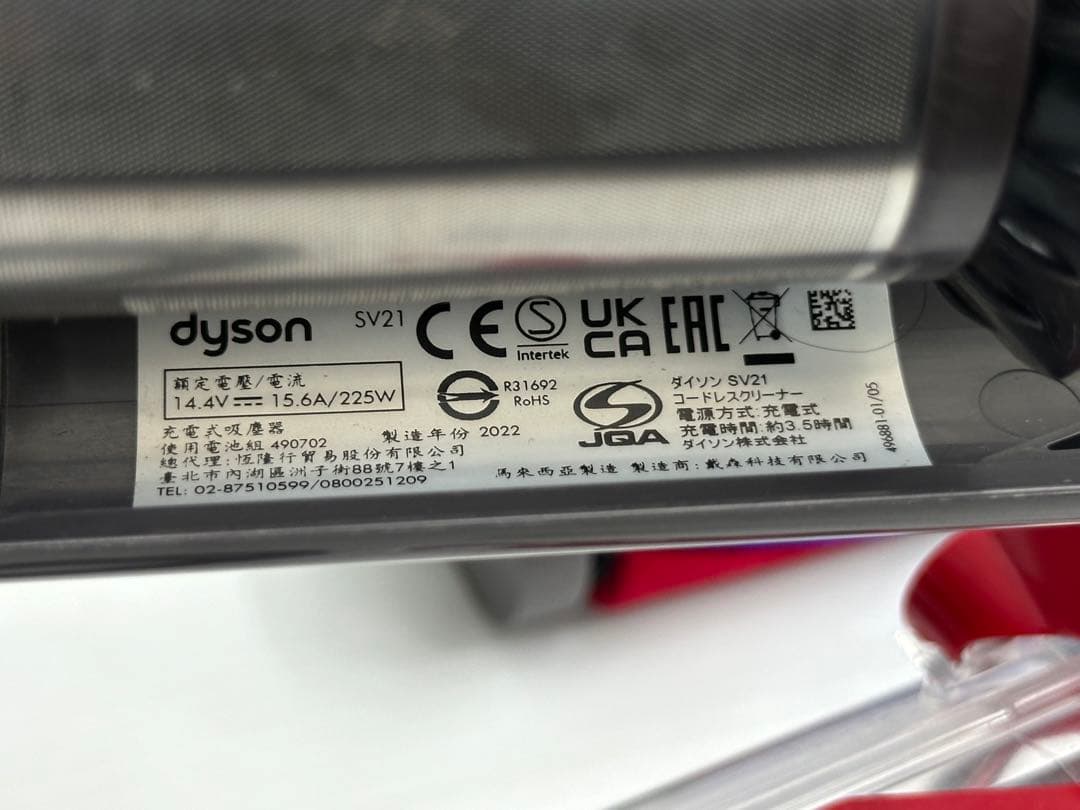 dyson SV21 CE S Intertek UK CA EAC
額定電壓/電流
14.4V 15.6A/225W
R31692
RoHS
充電式吸塵器
使用電池組 490702
製造年份 2022
總代理:恆隆行貿易股份有限公司
臺北市內湖區洲子街88號7樓之1
TEL: 02-87510599/0800251209
JQA
ダイソン SV21
コードレスクリーナー
電源方式:充電式
充電時間:約3.5時間
ダイソン株式会社
馬來西亞製造 製造商:戴森科技有限公司
496881-01/05